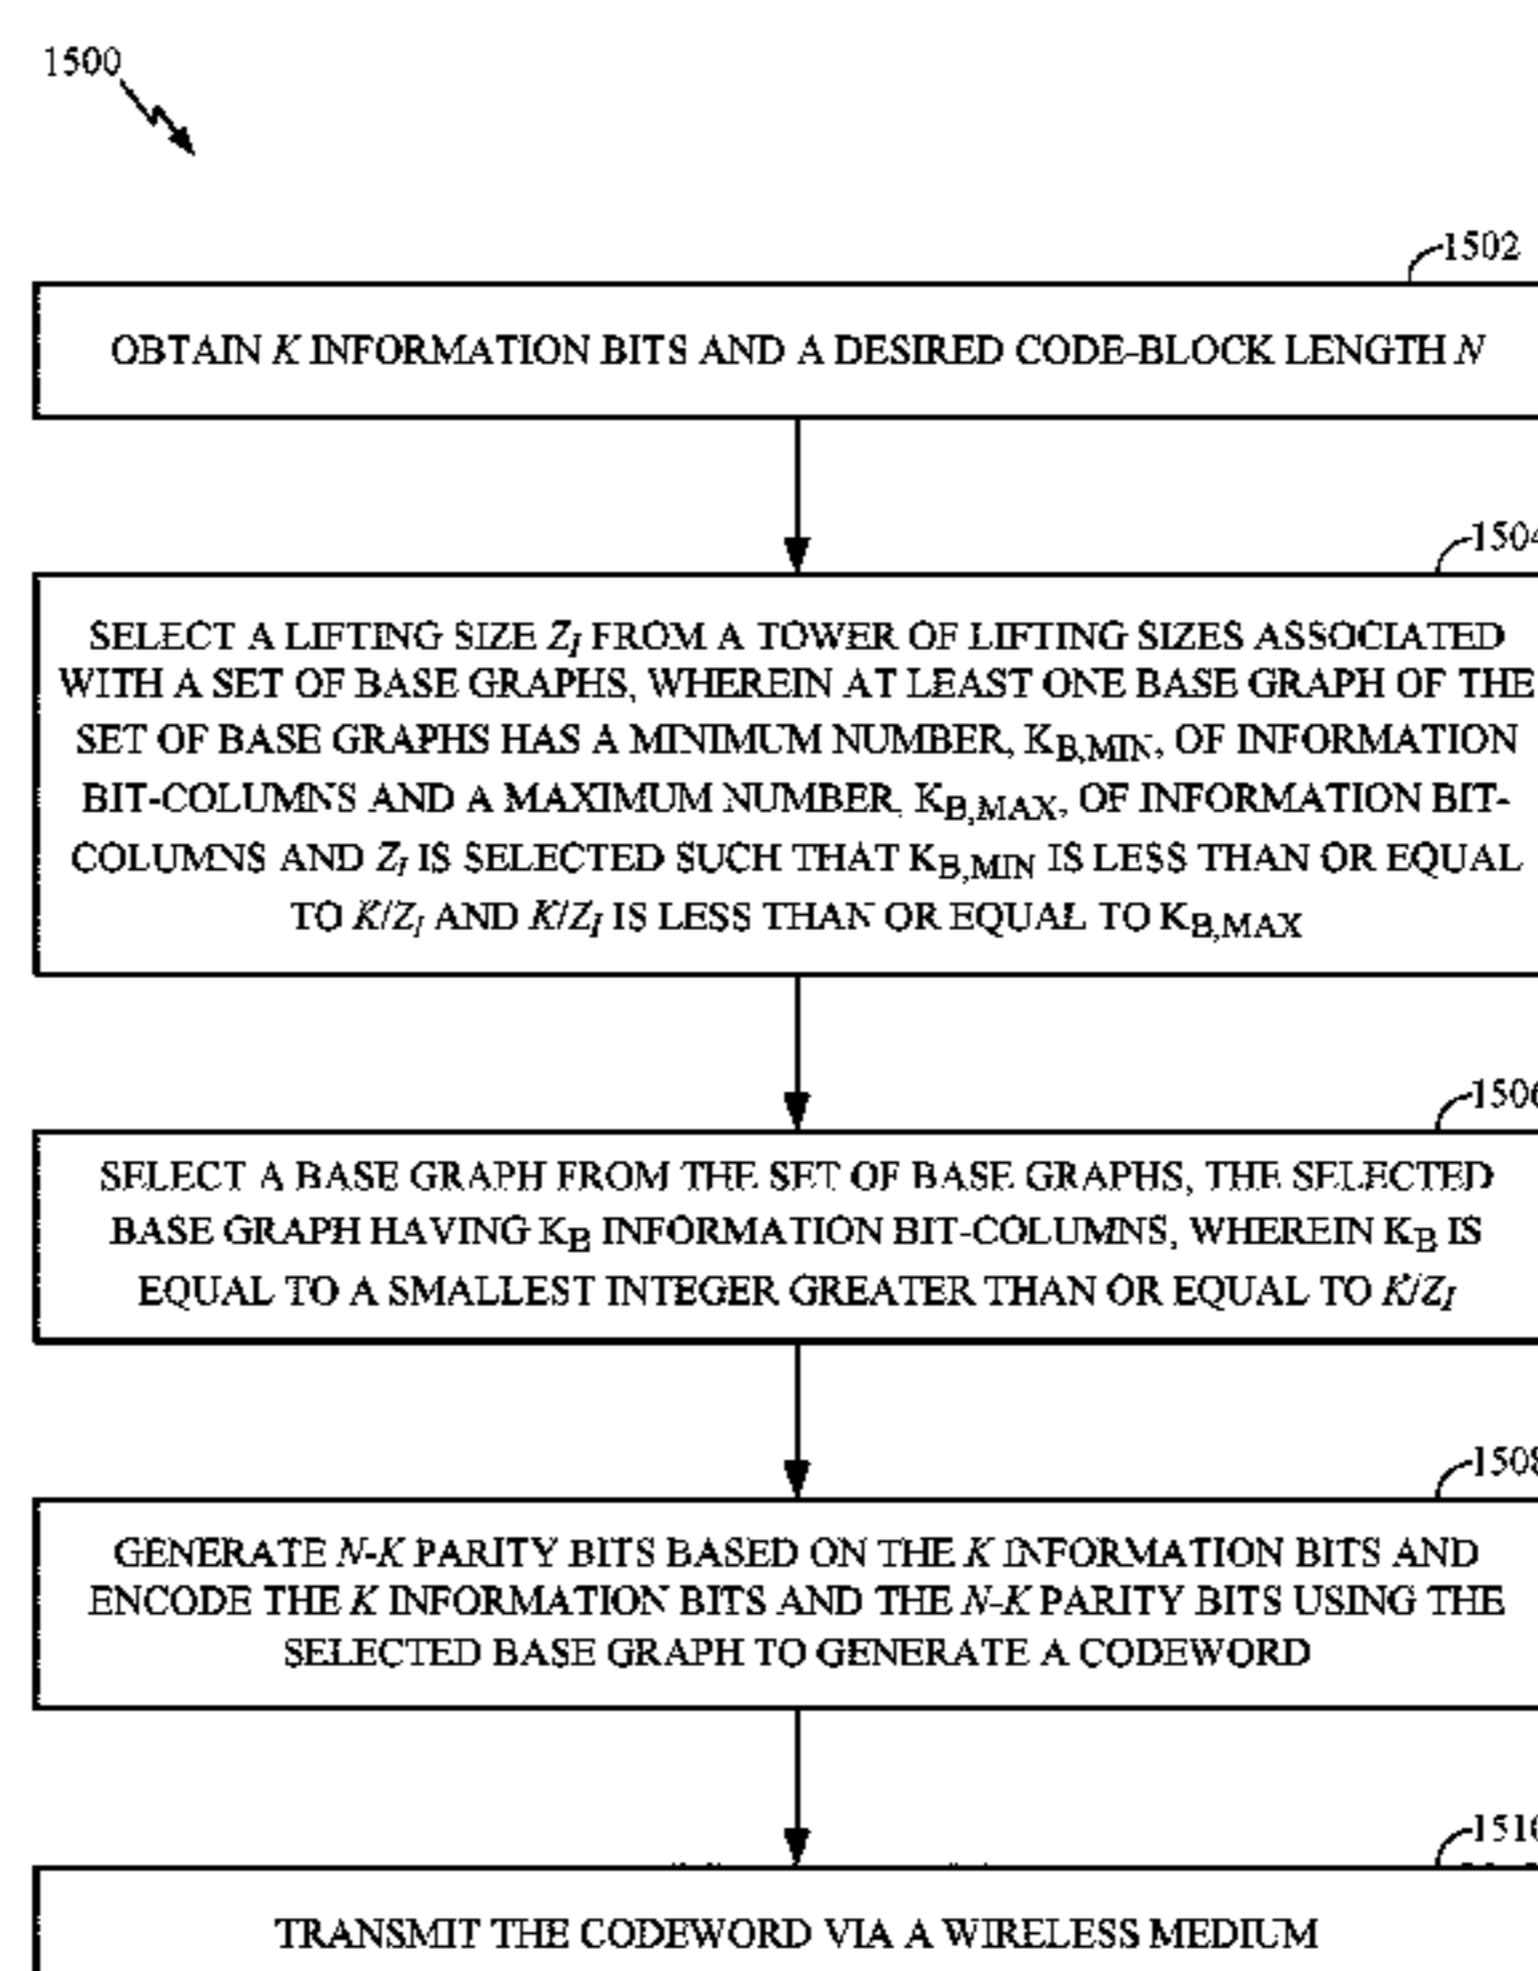 1500
1502
OBTAIN K INFORMATION BITS AND A DESIRED CODE-BLOCK LENGTH N
1504
SELECT A LIFTING SIZE ZI FROM A TOWER OF LIFTING SIZES ASSOCIATED
WITH A SET OF BASE GRAPHS, WHEREIN AT LEAST ONE BASE GRAPH OF THE
SET OF BASE GRAPHS HAS A MINIMUM NUMBER, KB,MIN, OF INFORMATION
BIT-COLUMNS AND A MAXIMUM NUMBER, KB,MAX, OF INFORMATION BIT-
COLUMNS AND ZI IS SELECTED SUCH THAT KB,MIN IS LESS THAN OR EQUAL
TO K/ZI AND K/ZI IS LESS THAN OR EQUAL TO KB,MAX
1506
SELECT A BASE GRAPH FROM THE SET OF BASE GRAPHS, THE SELECTED
BASE GRAPH HAVING KB INFORMATION BIT-COLUMNS, WHEREIN KB IS
EQUAL TO A SMALLEST INTEGER GREATER THAN OR EQUAL TO K/ZI
1508
GENERATE N-K PARITY BITS BASED ON THE K INFORMATION BITS AND
ENCODE THE K INFORMATION BITS AND THE N-K PARITY BITS USING THE
SELECTED BASE GRAPH TO GENERATE A CODEWORD
1510
TRANSMIT THE CODEWORD VIA A WIRELESS MEDIUM